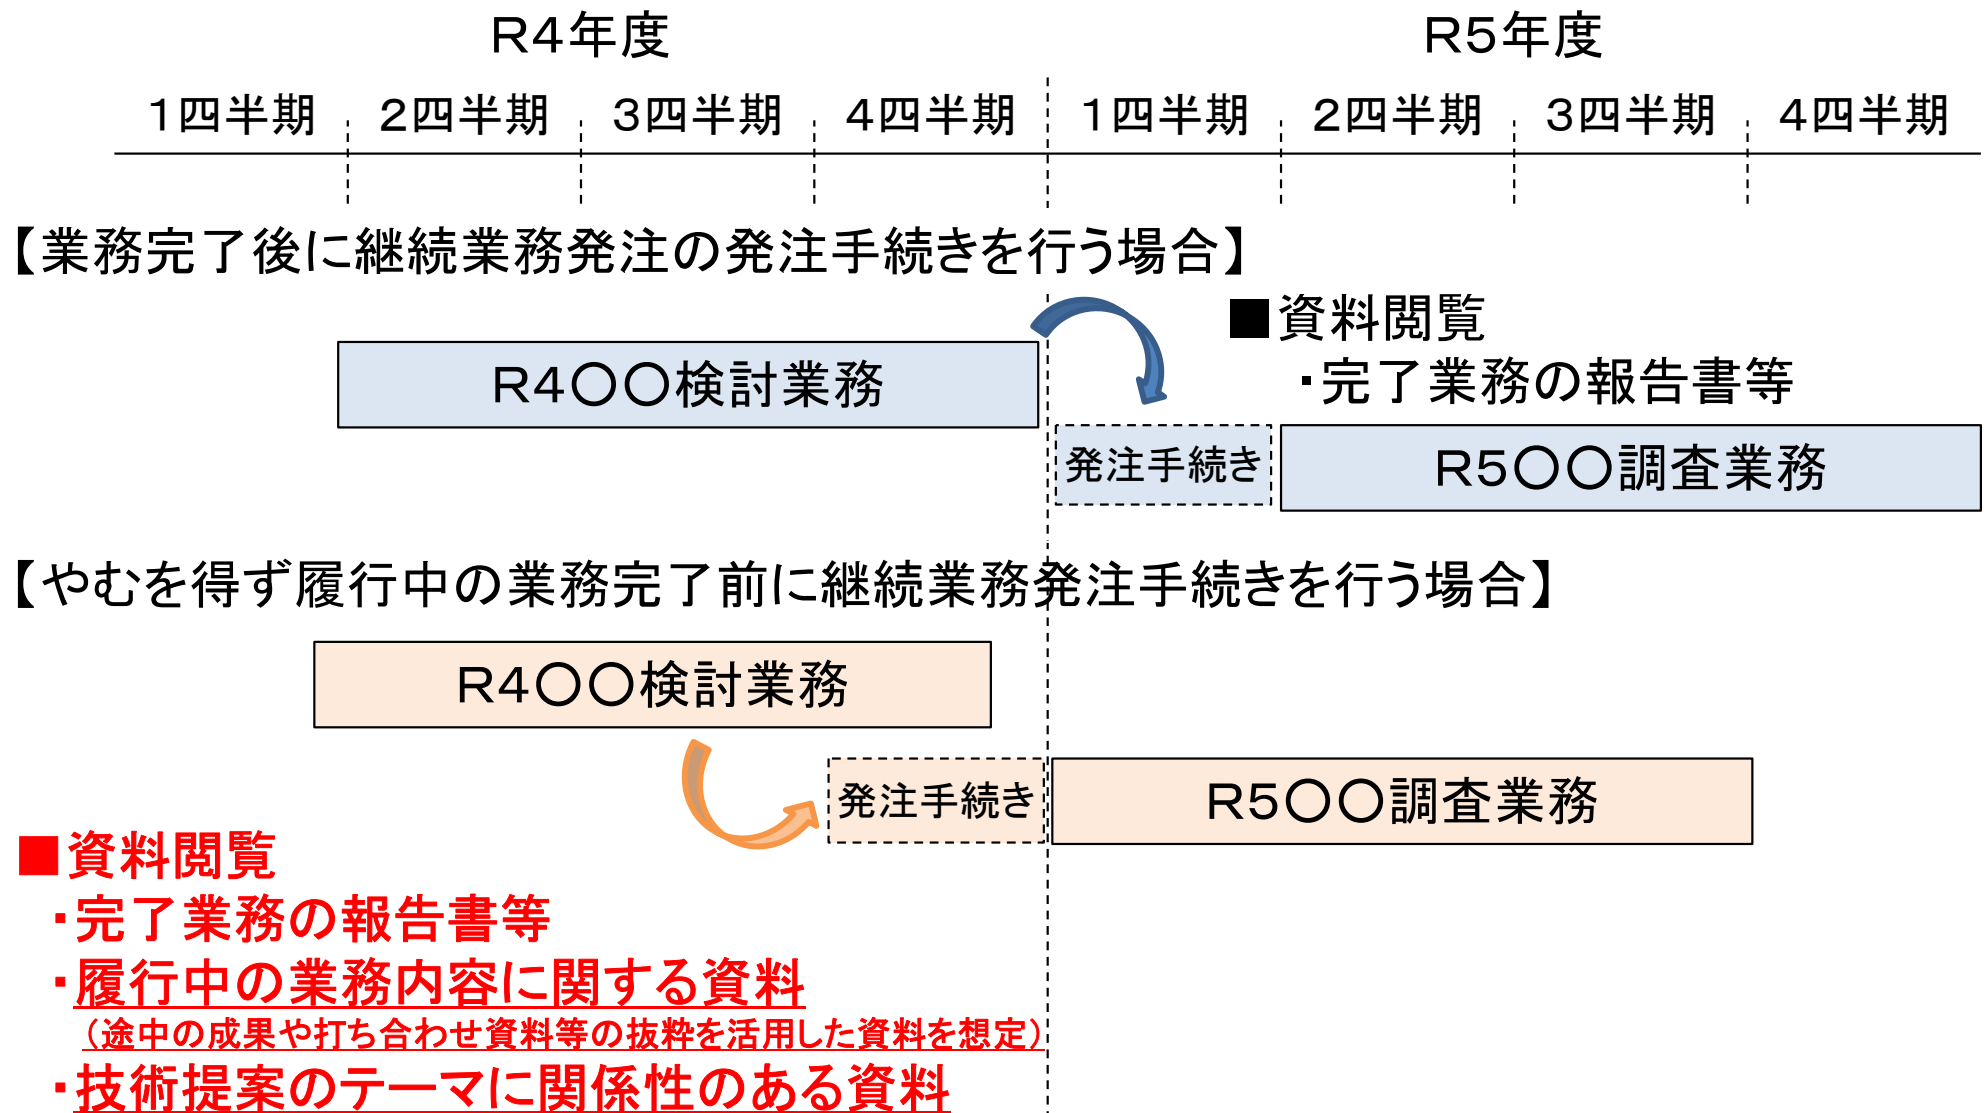 R4年度 R5年度
1四半期 2四半期 3四半期 4四半期 1四半期 2四半期 3四半期 4四半期
【業務完了後に継続業務発注の発注手続きを行う場合】
■資料閲覧
・完了業務の報告書等
R4〇〇検討業務
発注手続き
R5〇〇調査業務
【やむを得ず履行中の業務完了前に継続業務発注手続きを行う場合】
R4〇〇検討業務
発注手続き
R5〇〇調査業務
■資料閲覧
・完了業務の報告書等
・履行中の業務内容に関する資料
（途中の成果や打ち合わせ資料等の抜粋を活用した資料を想定）
・技術提案のテーマに関係性のある資料